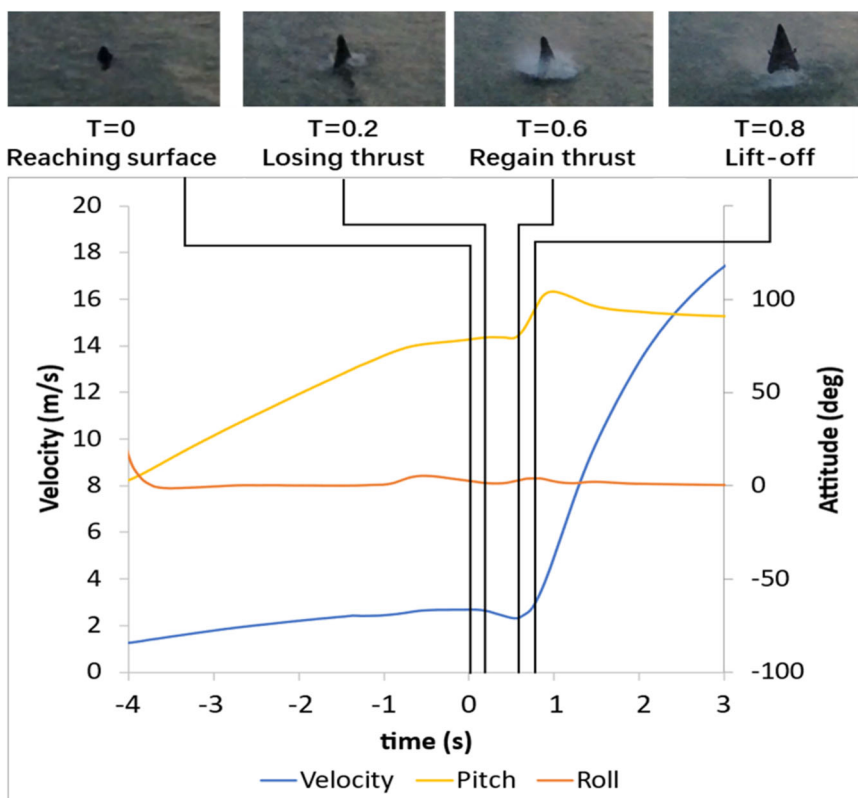 T=0 T=0.2 T=0.6 T=0.8
Reaching surface Losing thrust Regain thrust Lift-off
20
18
16
14
12
10
8
6
4
2
0
Velocity (m/s)
100
50
0
-50
-100
Attitude (deg)
-4 -3 -2 -1 0 1 2 3
time (s)
Velocity Pitch Roll